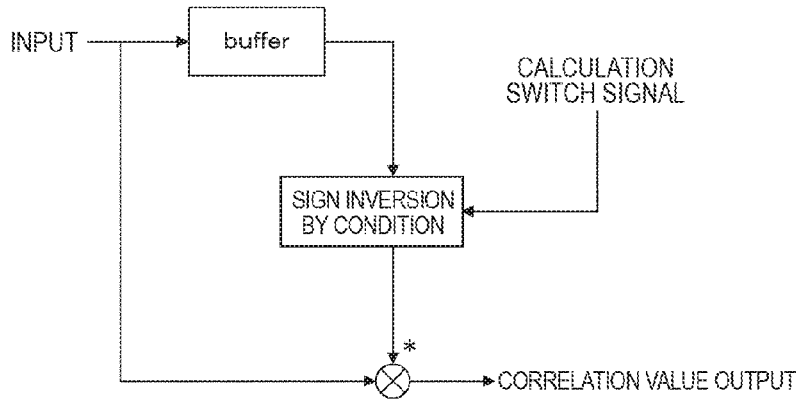 INPUT
buffer
CALCULATION
SWITCH SIGNAL
SIGN INVERSION
BY CONDITION
*
CORRELATION VALUE OUTPUT